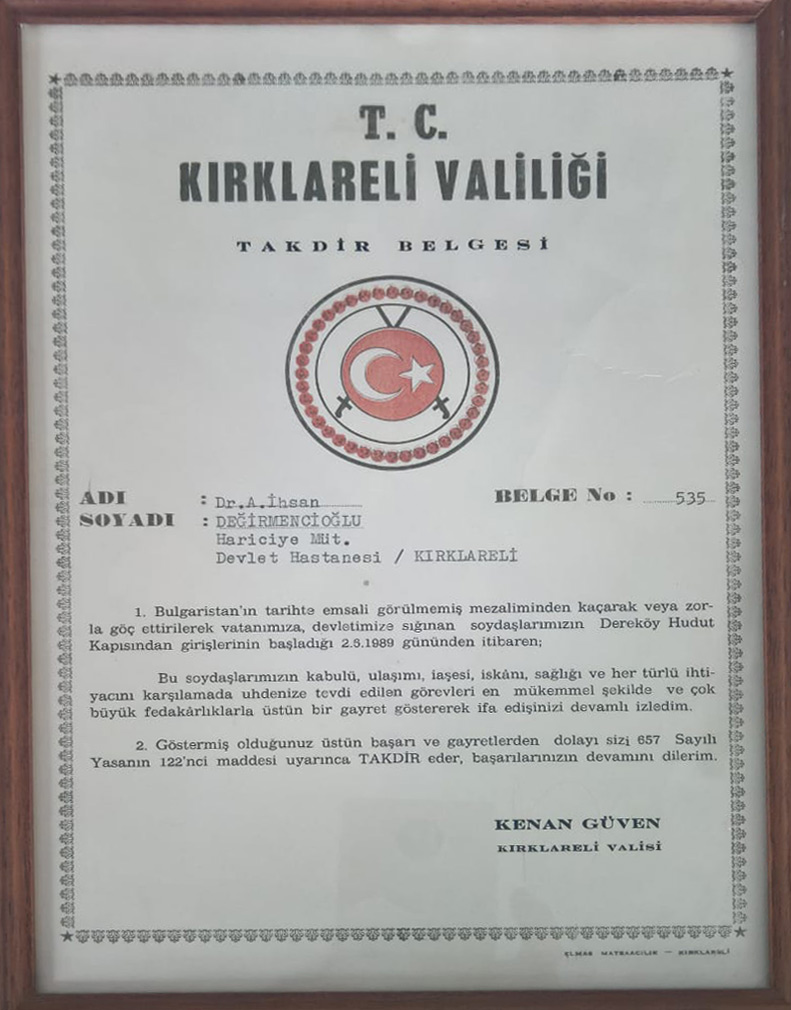 T. C.
KIRKLARELİ VALİLİĞİ
TAKDİR BELGESİ
ADI : Dr.A.İhsan
BELGE No : 535
SOYADI : DEĞİRMENCİOĞLU
Hariciye Müt.
Devlet Hastanesi / KIRKLARELİ
1. Bulgaristan'ın tarihte emsali görülmemiş mezaliminden kaçarak veya zor-
la göç ettirilerek vatanımıza, devletimize sığınan soydaşlarımızın Dereköy Hudut
Kapısından girişlerinin başladığı 2.6.1989 gününden itibaren;
Bu soydaşlarımızın kabulü, ulaşımı, iaşesi, iskânı, sağlığı ve her türlü ihti-
yacını karşılamada uhdenize tevdi edilen görevleri en mükemmel şekilde ve çok
büyük fedakârlıklarla üstün bir gayret göstererek ifa edişinizi devamlı izledim.
2. Göstermiş olduğunuz üstün başarı ve gayretlerden dolayı sizi 657 Sayılı
Yasanın 122'nci maddesi uyarınca TAKDİR eder, başarılarınızın devamını dilerim.
KENAN GÜVEN
KIRKLARELİ VALİSİ
ELMAS MATBAACILIK — KIRKLARELİ